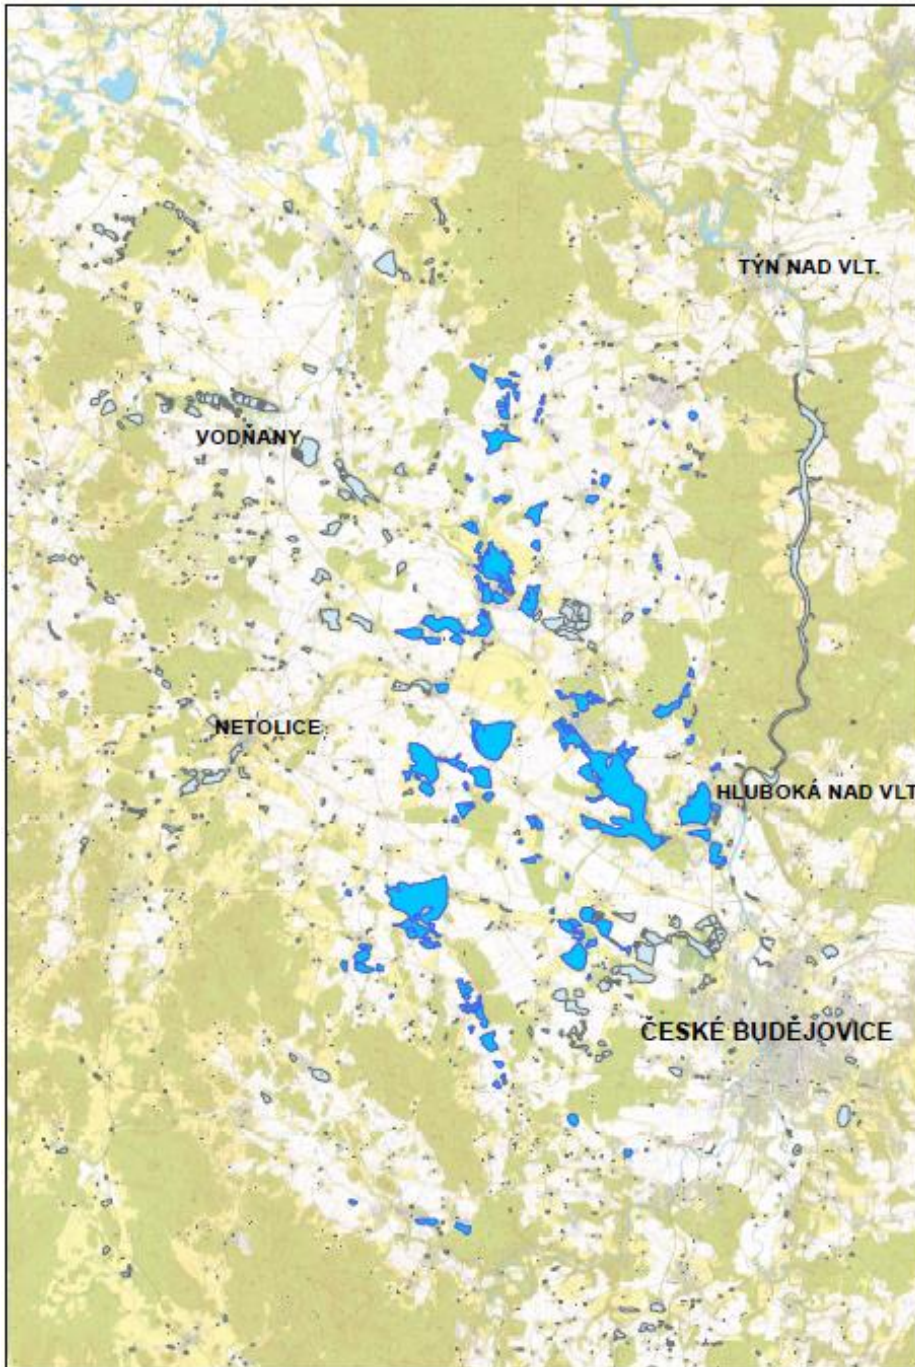 TÝN NAD VLT.
VODŇANY
NETOLICE
HLUBOKÁ NAD VLT
ČESKÉ BUDĚJOVICE